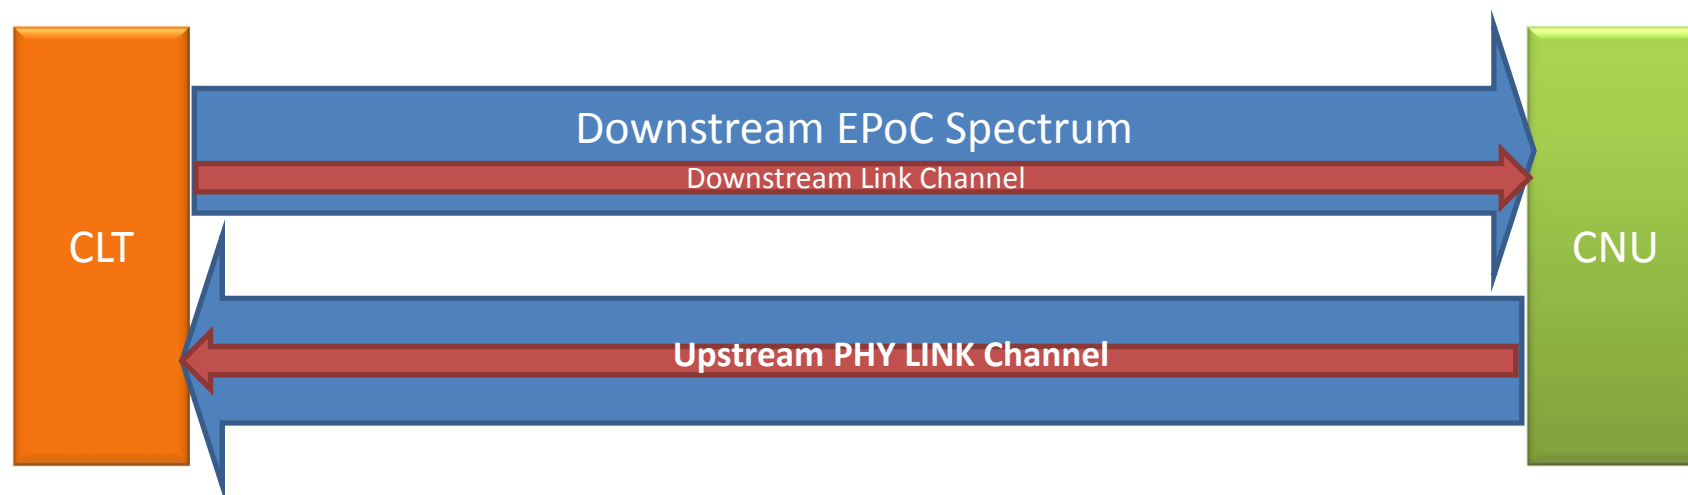 Downstream EPoC Spectrum
Downstream Link Channel
CLT
CNU
Upstream PHY LINK Channel